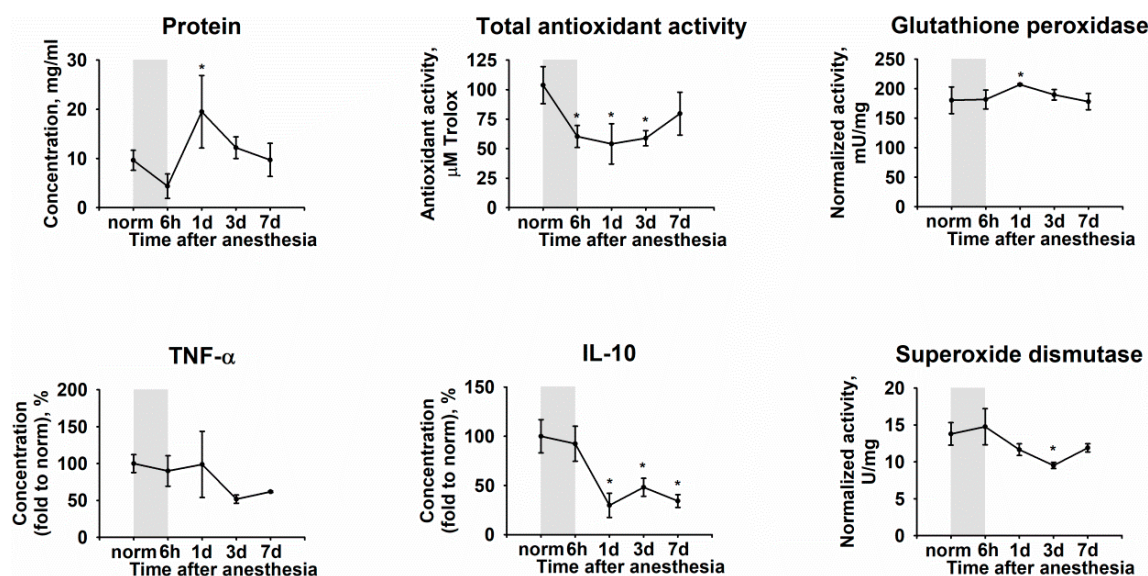 Protein
Concentration, mg/ml
30
20
10
0
*
norm 6h 1d 3d 7d
Time after anesthesia
Total antioxidant activity
Antioxidant activity,
μM Trolox
125
100
75
50
25
0
* * *
norm 6h 1d 3d 7d
Time after anesthesia
Glutathione peroxidase
Normalized activity,
mU/mg
250
200
150
100
50
0
*
norm 6h 1d 3d 7d
Time after anesthesia
TNF-α
Concentration
(fold to norm), %
200
150
100
50
0
norm 6h 1d 3d 7d
Time after anesthesia
IL-10
Concentration
(fold to norm), %
150
100
50
0
* * *
norm 6h 1d 3d 7d
Time after anesthesia
Superoxide dismutase
Normalized activity,
U/mg
20
15
10
5
0
*
norm 6h 1d 3d 7d
Time after anesthesia